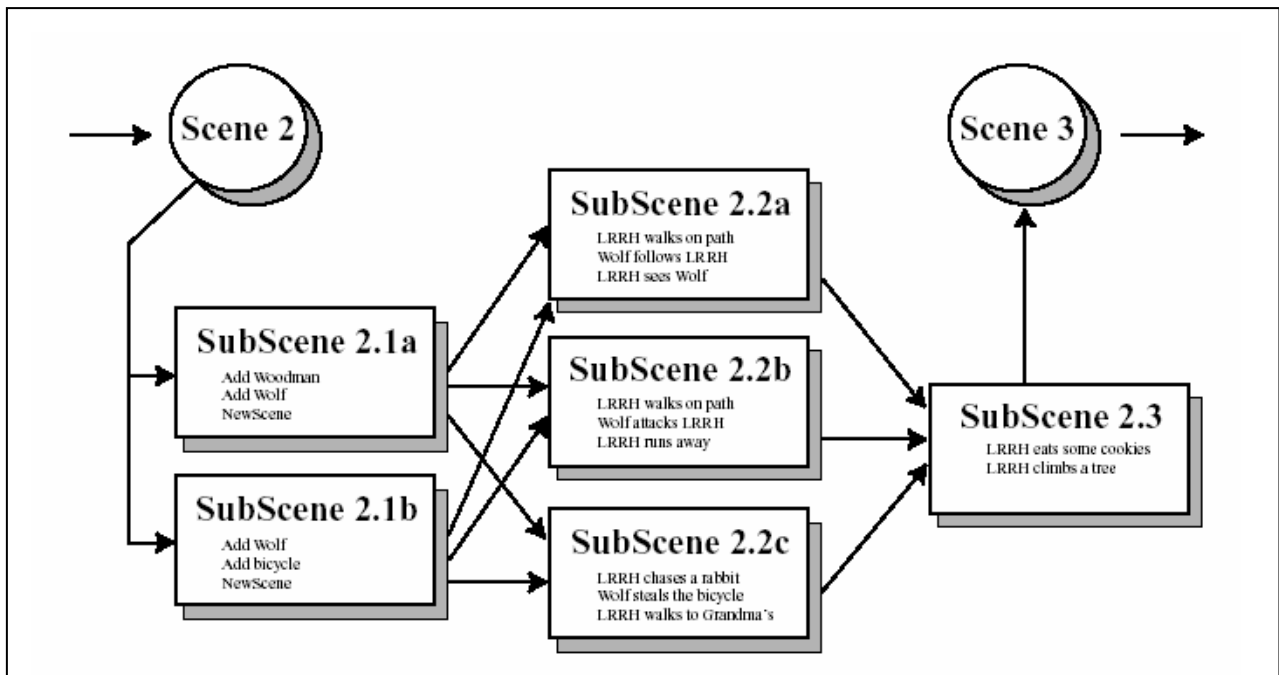 Scene 2
Scene 3
SubScene 2.2a
LRRH walks on path
Wolf follows LRRH
LRRH sees Wolf
SubScene 2.1a
Add Woodman
Add Wolf
NewScene
SubScene 2.2b
LRRH walks on path
Wolf attacks LRRH
LRRH runs away
SubScene 2.3
LRRH eats some cookies
LRRH climbs a tree
SubScene 2.1b
Add Wolf
Add bicycle
NewScene
SubScene 2.2c
LRRH chases a rabbit
Wolf steals the bicycle
LRRH walks to Grandma's